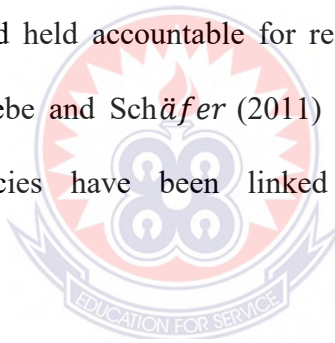 d held accountable for re
ebe and Schäfer (2011)
cies have been linked
EDUCATION FOR SERVICE